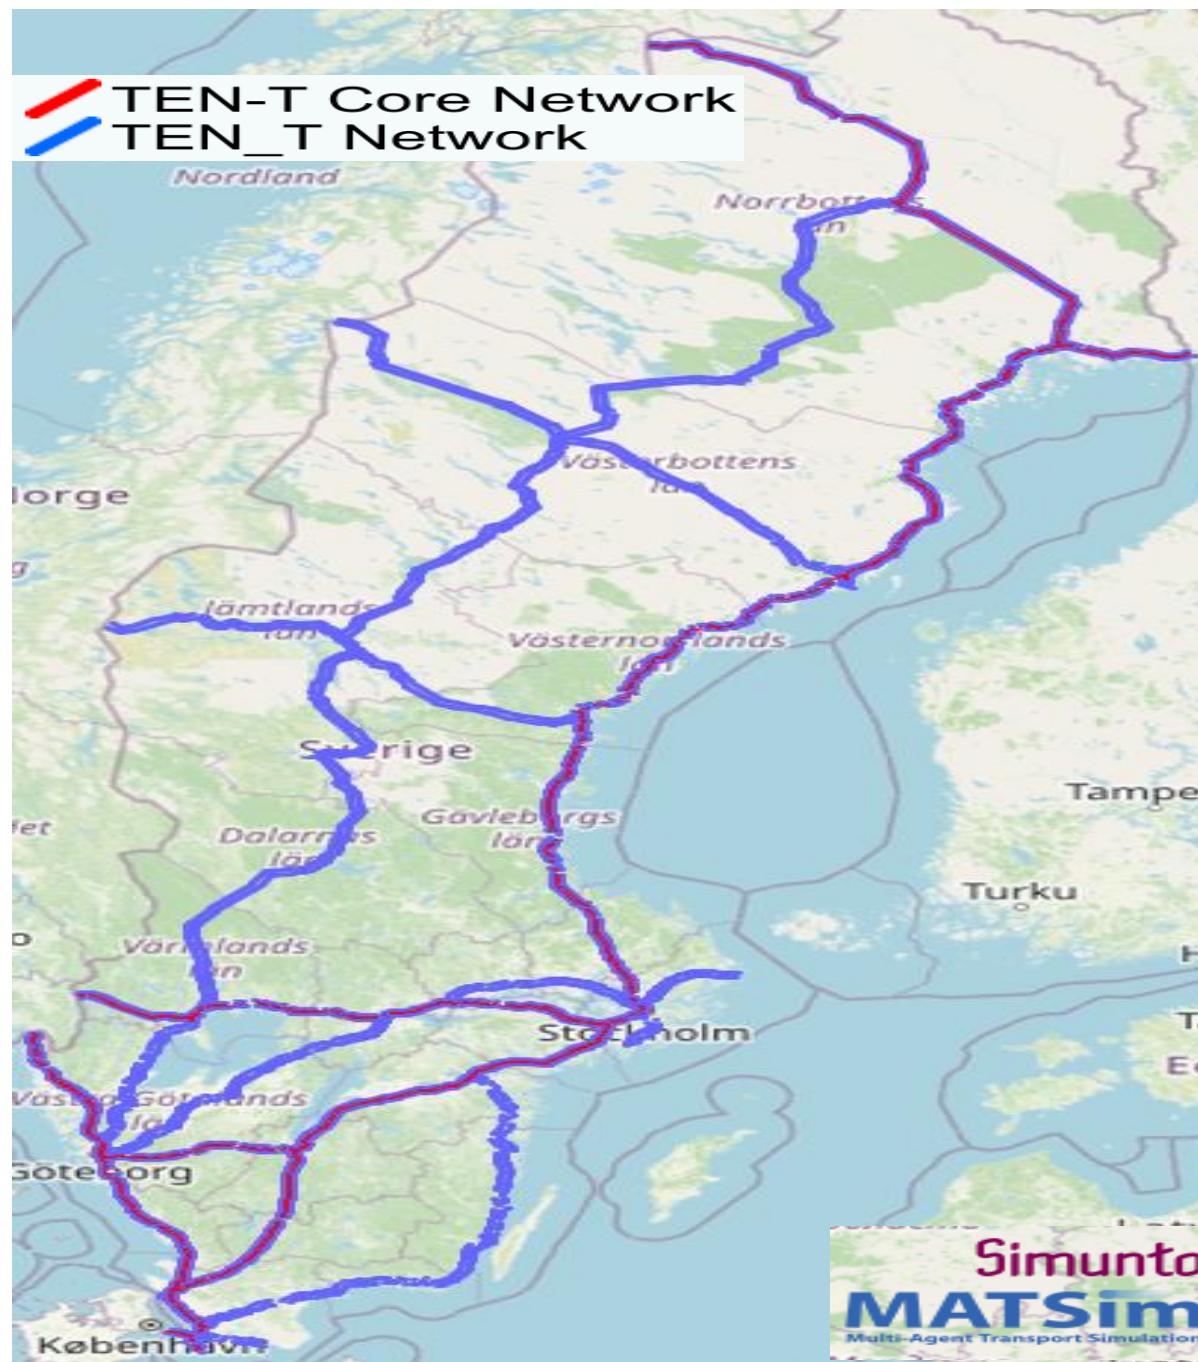 TEN-T Core Network
TEN_T Network
Nordland
Norrbottens
län
Västerbottens
län
Norge
Jämtlands
län
Västernorrlands
län
Sverige
Tampe
Gävleborgs
län
Dalarnas
län
Turku
Värmlands
län
Stockholm
Västra Götalands
län
Göteborg
Simunto
MATSim
Multi-Agent Transport Simulation
København